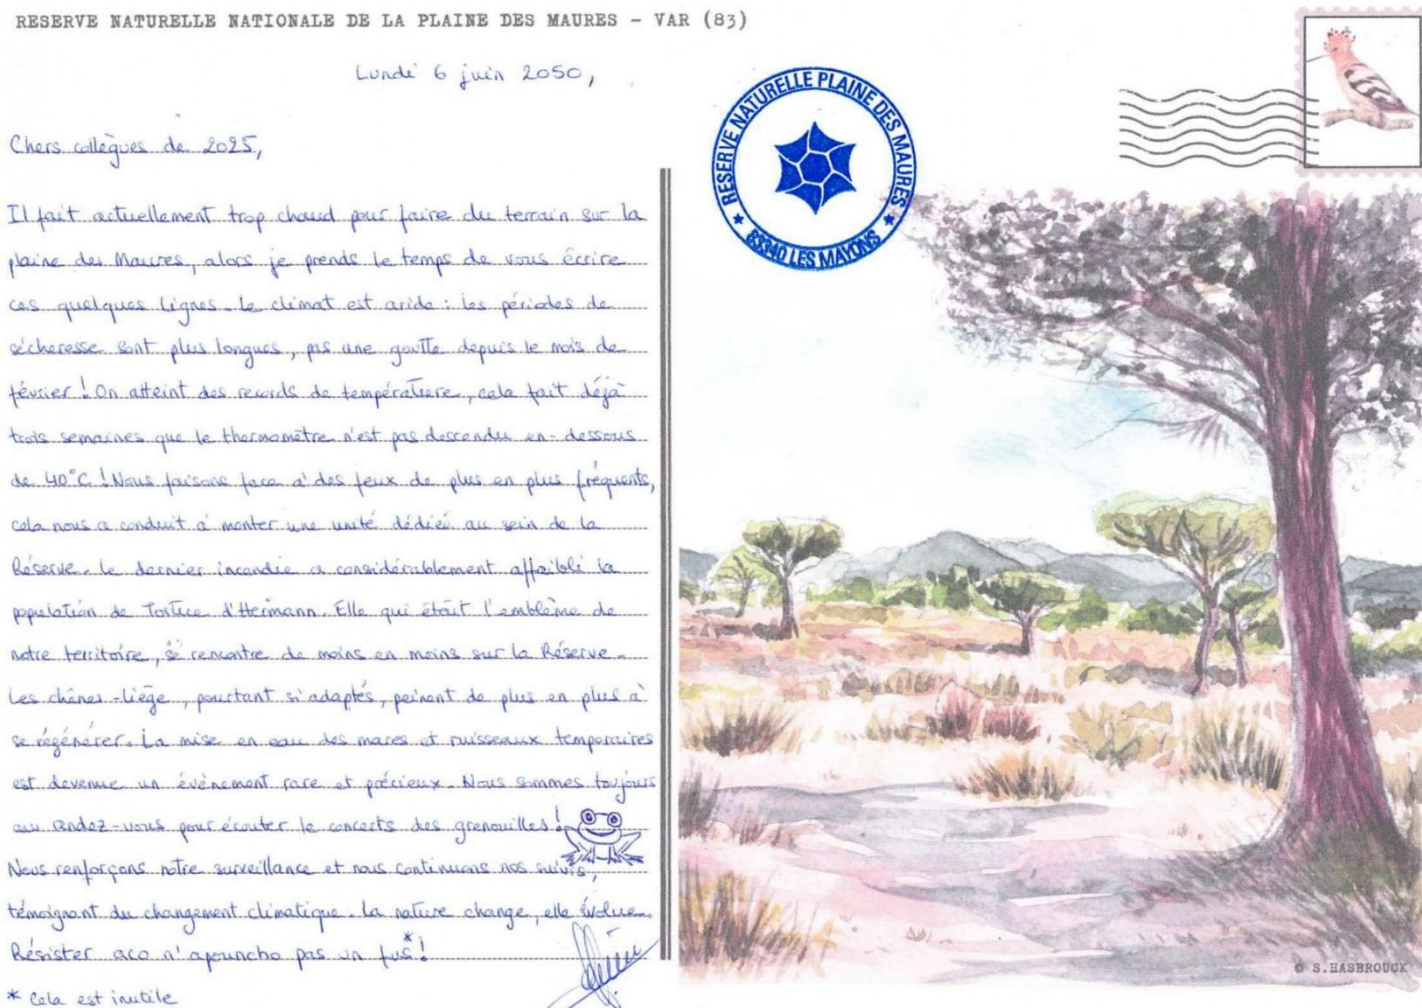 RESERVE NATURELLE NATIONALE DE LA PLAINE DES MAURES - VAR (83)
Lundi 6 juin 2050,
RESERVE NATURELLE PLAINE DES MAURES
83340 LES MAYONS
Chers collègues de 2025,
Il fait actuellement trop chaud pour faire du terrain sur la
plaine des Maures, alors je prends le temps de vous écrire
ces quelques lignes. Le climat est aride : les périodes de
sécheresse sont plus longues, pas une goutte depuis le mois de
février ! On atteint des records de température, cela fait déjà
trois semaines que le thermomètre n'est pas descendu en-dessous
de 40°C ! Nous faisons face à des feux de plus en plus fréquents,
cela nous a conduit à monter une unité dédiée au sein de la
Réserve. Le dernier incendie a considérablement affaibli la
population de Tortue d'Hermann. Elle qui était l'emblème de
notre territoire, se rencontre de moins en moins sur la Réserve.
Les chênes-liège, pourtant si adaptés, peinent de plus en plus à
se régénérer. La mise en eau des mares et ruisseaux temporaires
est devenue un évènement rare et précieux. Nous sommes toujours
au rendez-vous pour écouter le concerts des grenouilles !
Nous renforçons notre surveillance et nous continuons nos suivis,
témoignant du changement climatique. La nature change, elle évolue.
Résister aco n'apouncho pas un fus* !
* Cela est inutile
© S.HASBROUCK